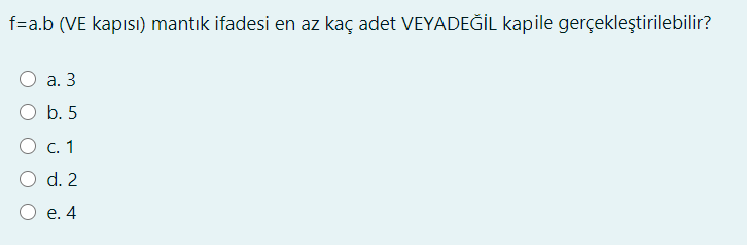 f=a.b (VE kapısı) mantık ifadesi en az kaç adet VEYADEĞİL kapile gerçekleştirilebilir?
a. 3
b. 5
c. 1
d. 2
e. 4